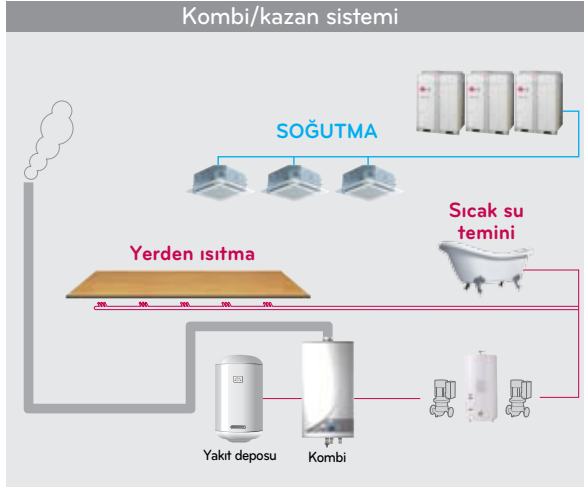 Kombi/kazan sistemi
SOĞUTMA
Sıcak su
temini
Yerden ısıtma
Yakıt deposu
Kombi